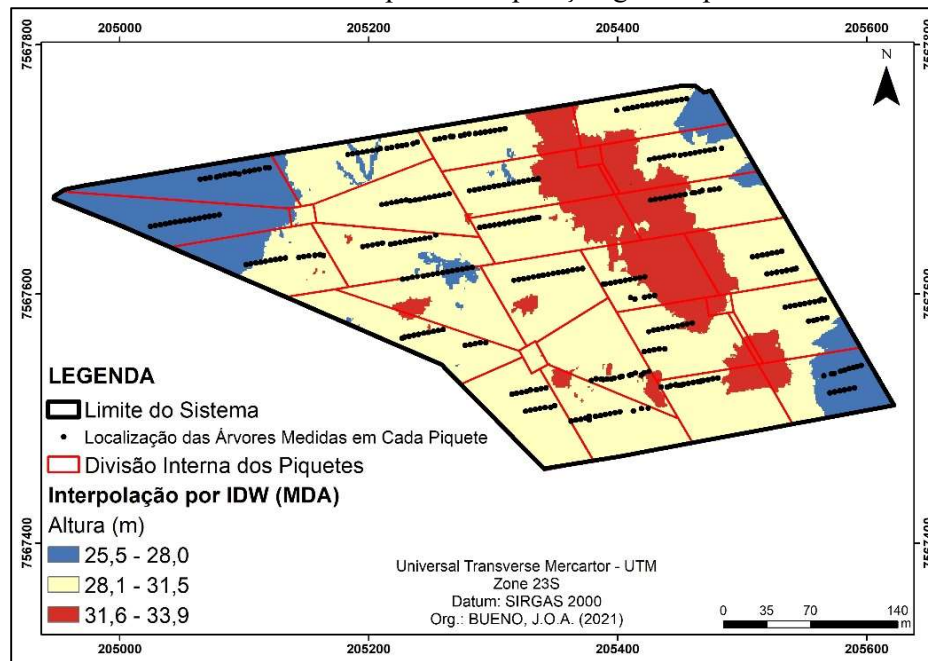 205000 205200 205400 205600
7567800 7567800
N
7567600 7567600
LEGENDA
Limite do Sistema
Localização das Árvores Medidas em Cada Piquete
Divisão Interna dos Piquetes
Interpolação por IDW (MDA)
Altura (m)
25,5 - 28,0
28,1 - 31,5
31,6 - 33,9
7567400 7567400
Universal Transverse Mercartor - UTM
Zone 23S
Datum: SIRGAS 2000
Org.: BUENO, J.O.A. (2021)
0 35 70 140
m
205000 205200 205400 205600